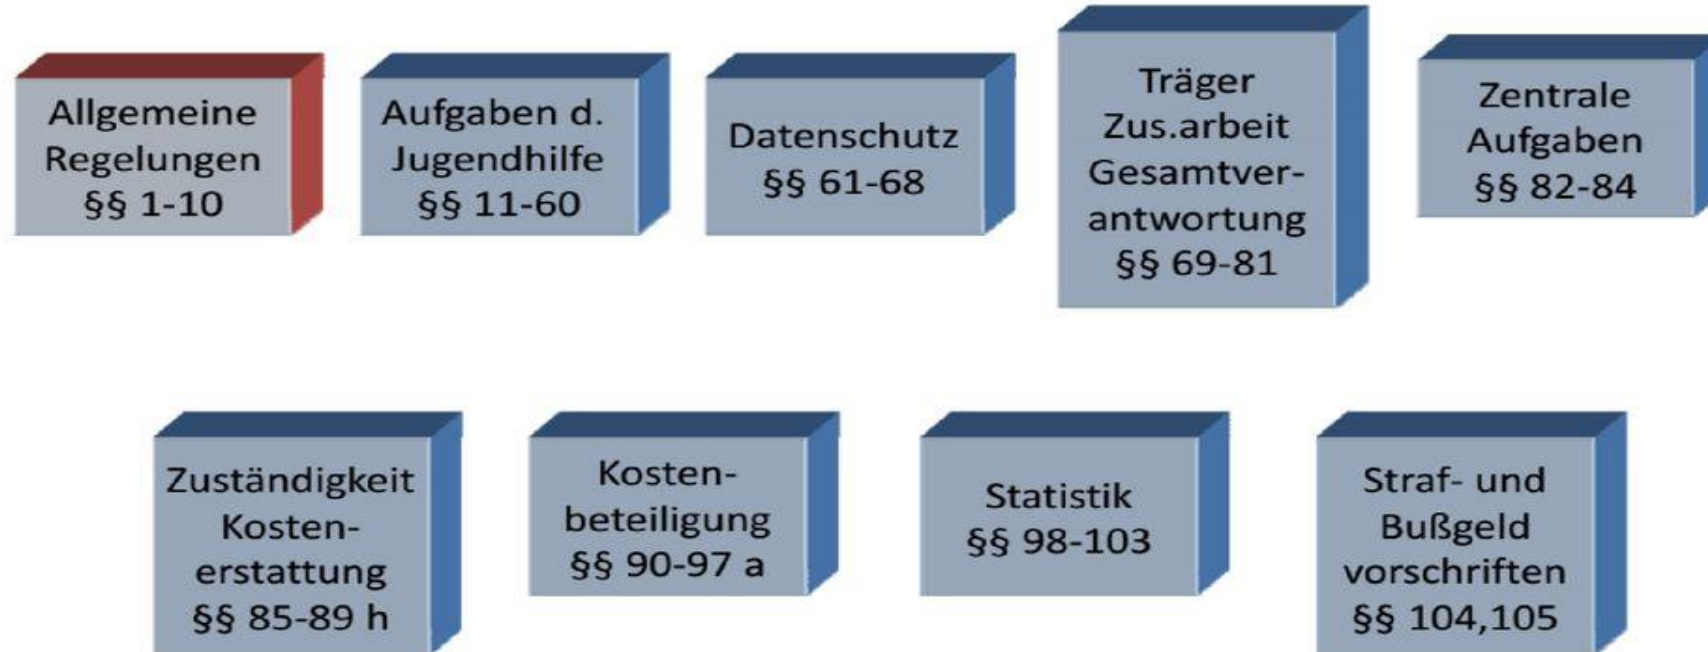 Allgemeine
Regelungen
§§ 1-10
Aufgaben d.
Jugendhilfe
§§ 11-60
Datenschutz
§§ 61-68
Träger
Zus.arbeit
Gesamtver-
antwortung
§§ 69-81
Zentrale
Aufgaben
§§ 82-84
Zuständigkeit
Kosten-
erstattung
§§ 85-89 h
Kosten-
beteiligung
§§ 90-97 a
Statistik
§§ 98-103
Straf- und
Bußgeld
vorschriften
§§ 104,105